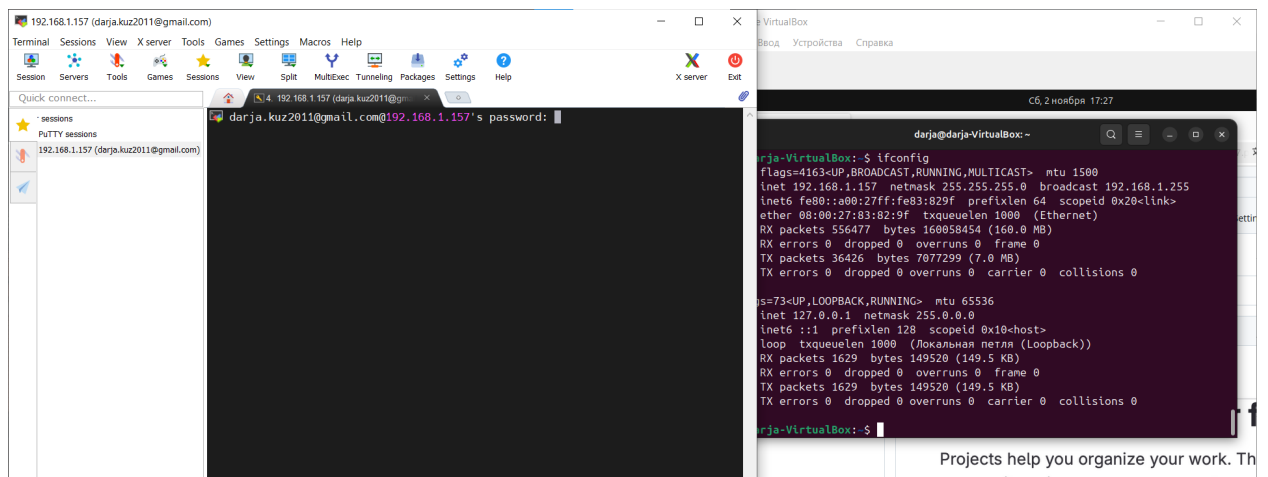 192.168.1.157 (darja.kuz2011@gmail.com)
Terminal Sessions View X server Tools Games Settings Macros Help
Session Servers Tools Games Sessions View Split MultiExec Tunneling Packages Settings Help X server Exit
Quick connect...
4. 192.168.1.157 (darja.kuz2011@gm
sessions
PuTTY sessions
192.168.1.157 (darja.kuz2011@gmail.com)
darja.kuz2011@gmail.com@192.168.1.157's password:
VirtualBox
Ввод Устройства Справка
Сб, 2 ноября 17:27
darja@darja-VirtualBox: ~
arja-VirtualBox:~$ ifconfig
flags=4163<UP,BROADCAST,RUNNING,MULTICAST> mtu 1500
inet 192.168.1.157 netmask 255.255.255.0 broadcast 192.168.1.255
inet6 fe80::a00:27ff:fe83:829f prefixlen 64 scopeid 0x20<link>
ether 08:00:27:83:82:9f txqueuelen 1000 (Ethernet)
RX packets 556477 bytes 160058454 (160.0 MB)
RX errors 0 dropped 0 overruns 0 frame 0
TX packets 36426 bytes 7077299 (7.0 MB)
TX errors 0 dropped 0 overruns 0 carrier 0 collisions 0
gs=73<UP,LOOPBACK,RUNNING> mtu 65536
inet 127.0.0.1 netmask 255.0.0.0
inet6 ::1 prefixlen 128 scopeid 0x10<host>
loop txqueuelen 1000 (Локальная петля (Loopback))
RX packets 1629 bytes 149520 (149.5 KB)
RX errors 0 dropped 0 overruns 0 frame 0
TX packets 1629 bytes 149520 (149.5 KB)
TX errors 0 dropped 0 overruns 0 carrier 0 collisions 0
arja-VirtualBox:~$
Projects help you organize your work. Th